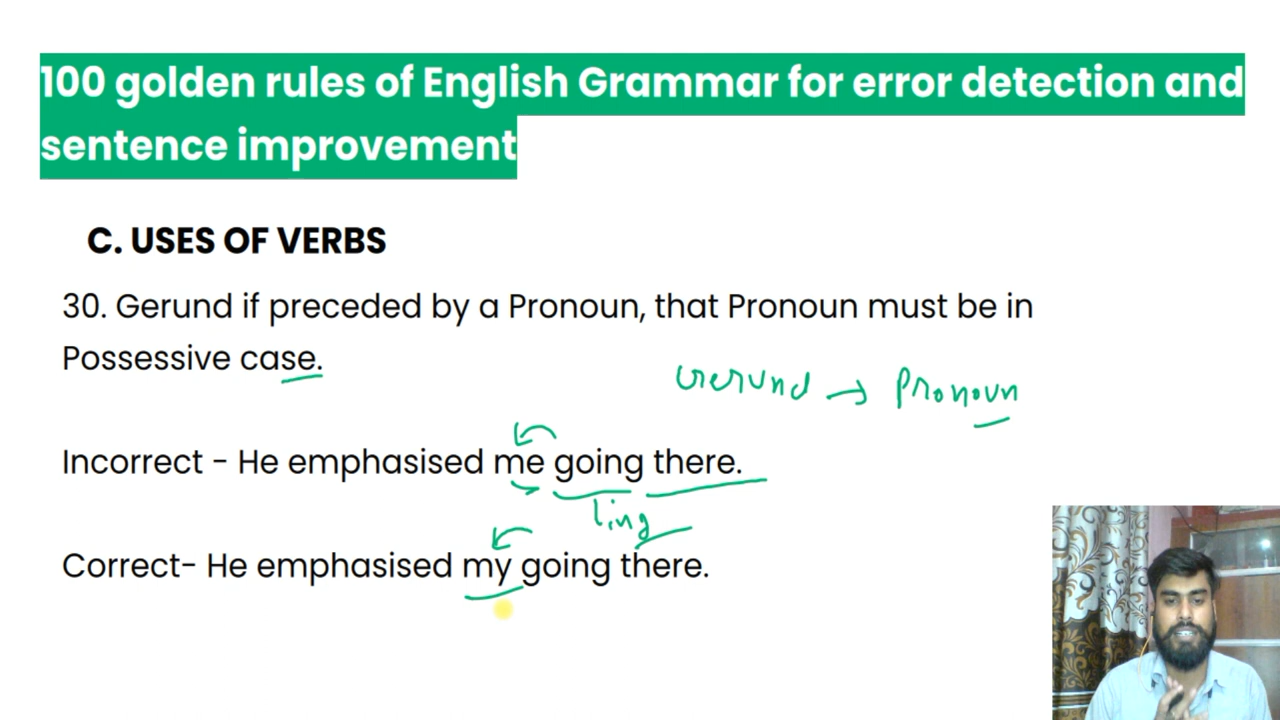 100 golden rules of English Grammar for error detection and
sentence improvement
C. USES OF VERBS
30. Gerund if preceded by a Pronoun, that Pronoun must be in
Possessive case.
Gerund → Pronoun
Incorrect - He emphasised me going there.
ing
Correct- He emphasised my going there.